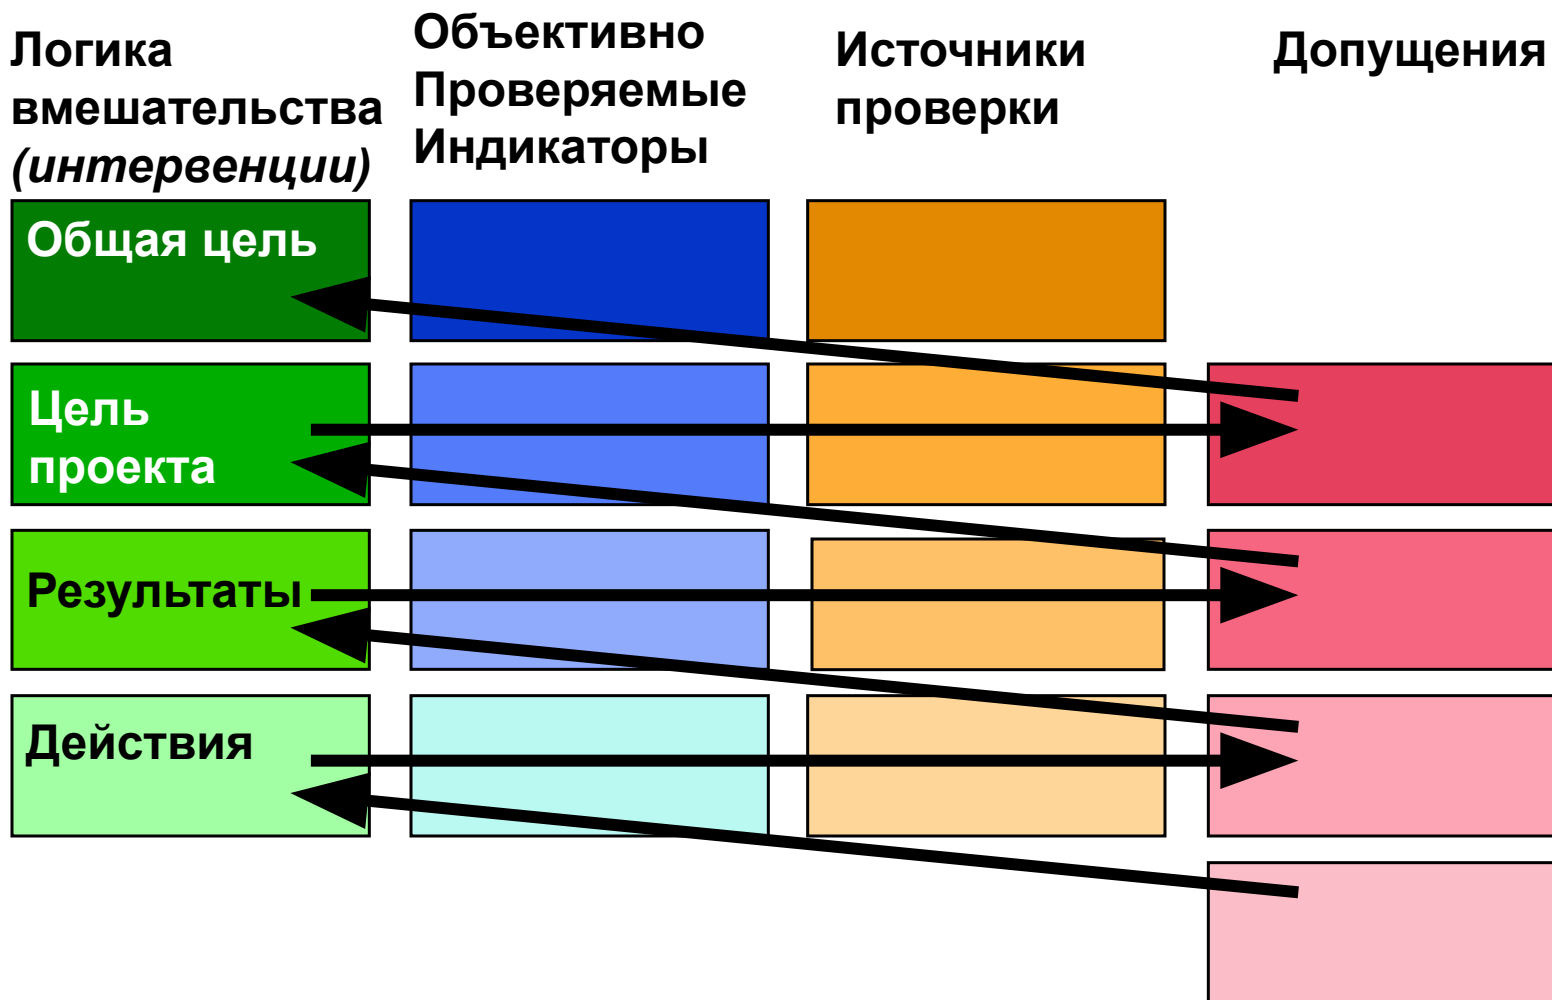 Логика
вмешательства
(интервенции)
Объективно
Проверяемые
Индикаторы
Источники
проверки
Допущения
Общая цель
Цель
проекта
Результаты
Действия